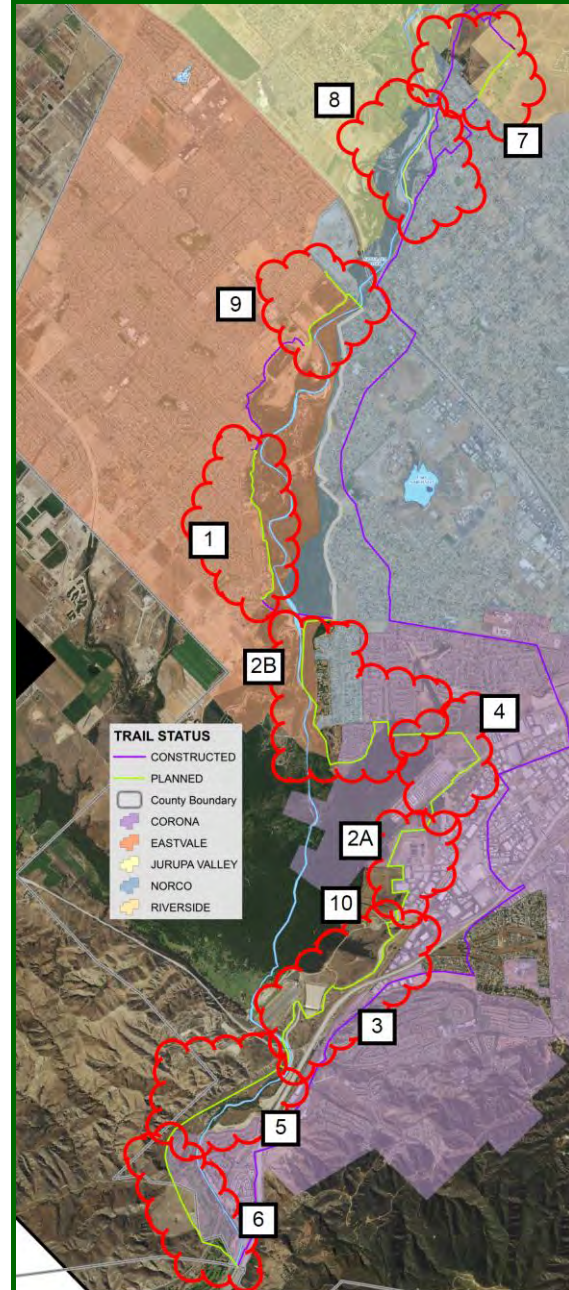 8
7
9
1
2B
4
TRAIL STATUS
CONSTRUCTED
PLANNED
County Boundary
CORONA
EASTVALE
JURUPA VALLEY
NORCO
RIVERSIDE
2A
10
3
5
6